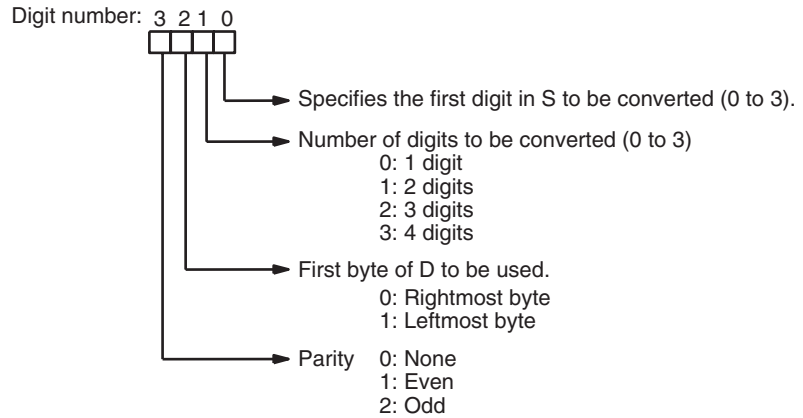 Digit number: 3 2 1 0
Specifies the first digit in S to be converted (0 to 3).
Number of digits to be converted (0 to 3)
0: 1 digit
1: 2 digits
2: 3 digits
3: 4 digits
First byte of D to be used.
0: Rightmost byte
1: Leftmost byte
Parity 0: None
1: Even
2: Odd